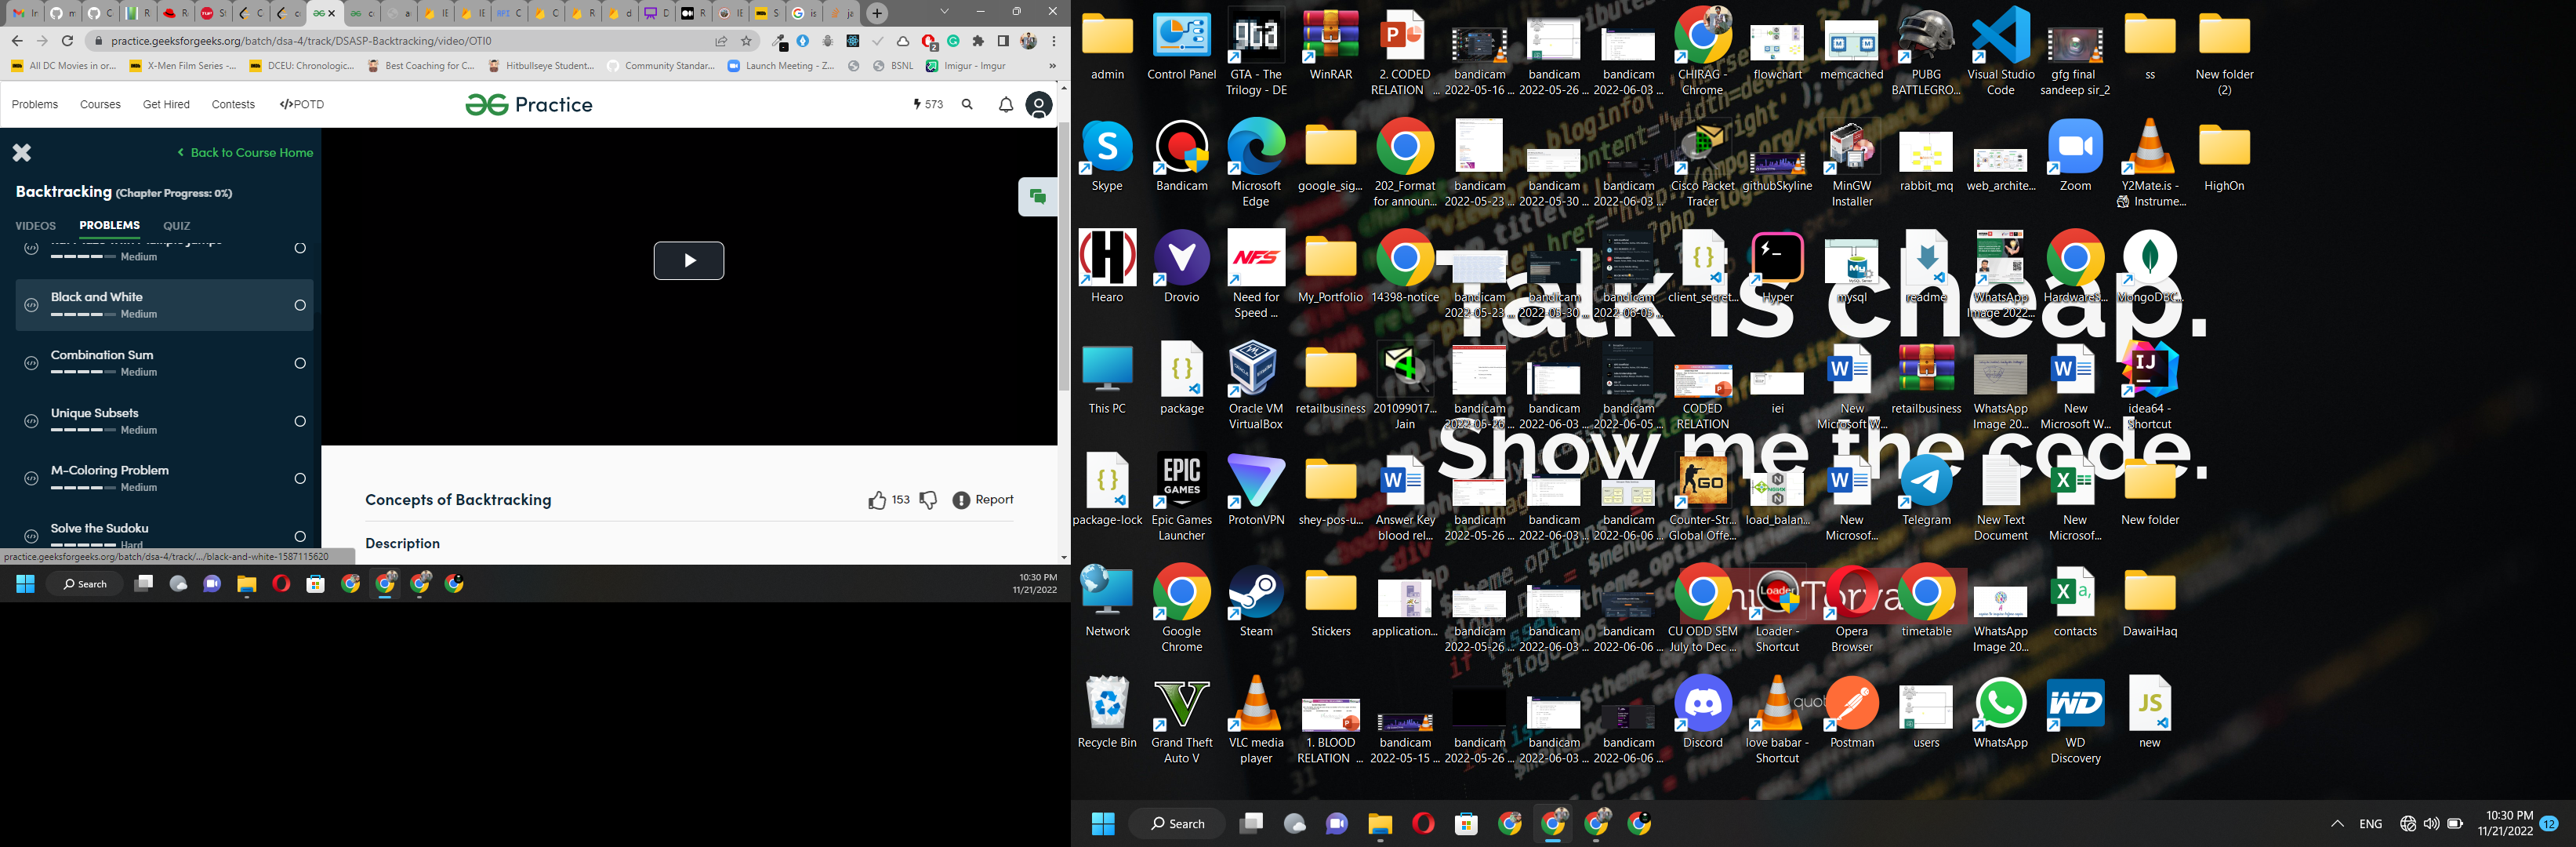 practice.geeksforgeeks.org/batch/dsa-4/track/DSASP-Backtracking/video/OTI0
All DC Movies in or...
X-Men Film Series -...
DCEU: Chronologic...
Best Coaching for C...
Hitbullseye Student...
Community Standar...
Launch Meeting - Z...
BSNL
Imigur - Imgur
Problems
Courses
Get Hired
Contests
</>POTD
Practice
573
Back to Course Home
Backtracking (Chapter Progress: 0%)
VIDEOS
PROBLEMS
QUIZ
Medium
Black and White
Medium
Combination Sum
Medium
Unique Subsets
Medium
M-Coloring Problem
Medium
Solve the Sudoku
Hard
Concepts of Backtracking
153
Report
Description
practice.geeksforgeeks.org/batch/dsa-4/track/.../black-and-white-1587115620
Search
10:30 PM
11/21/2022
admin
Control Panel
GTA - The
Trilogy - DE
WinRAR
2. CODED
RELATION ...
bandicam
2022-05-16 ...
bandicam
2022-05-26 ...
bandicam
2022-06-03 ...
CHIRAG -
Chrome
flowchart
memcached
PUBG
BATTLEGRO...
Visual Studio
Code
gfg final
sandeep sir_2
ss
New folder
(2)
Skype
Bandicam
Microsoft
Edge
google_sig...
202_Format
for announ...
bandicam
2022-05-23 ...
bandicam
2022-05-30 ...
bandicam
2022-06-03 ...
Cisco Packet
Tracer
githubSkyline
MinGW
Installer
rabbit_mq
web_archite...
Zoom
Y2Mate.is -
Instrume...
HighOn
Hearo
Drovio
Need for
Speed ...
My_Portfolio
14398-notice
bandicam
2022-05-23 ...
bandicam
2022-05-30 ...
bandicam
2022-06-03 ...
client_secret...
Hyper
mysql
readme
WhatsApp
Image 2022...
HardwareS...
MongoDBC...
Talk is cheap.
This PC
package
Oracle VM
VirtualBox
retailbusiness
201099017...
Jain
bandicam
2022-05-26 ...
bandicam
2022-06-03 ...
bandicam
2022-06-05 ...
CODED
RELATION
iei
New
Microsoft W...
retailbusiness
WhatsApp
Image 20...
New
Microsoft W...
idea64 -
Shortcut
Show me the code.
package-lock
Epic Games
Launcher
ProtonVPN
shey-pos-u...
Answer Key
blood rel...
bandicam
2022-05-26 ...
bandicam
2022-06-03 ...
bandicam
2022-06-06 ...
Counter-Str...
Global Offe...
load_balan...
New
Microsof...
Telegram
New Text
Document
New
Microsof...
New folder
Network
Google
Chrome
Steam
Stickers
application...
bandicam
2022-05-26 ...
bandicam
2022-06-03 ...
bandicam
2022-06-06 ...
CU ODD SEM
July to Dec ...
Loader -
Shortcut
Opera
Browser
timetable
WhatsApp
Image 20...
contacts
DawaiHaq
Recycle Bin
Grand Theft
Auto V
VLC media
player
1. BLOOD
RELATION ...
bandicam
2022-05-15 ...
bandicam
2022-05-26 ...
bandicam
2022-06-03 ...
bandicam
2022-06-06 ...
Discord
love babar -
Shortcut
Postman
users
WhatsApp
WD
Discovery
new
Search
ENG
10:30 PM
11/21/2022
12